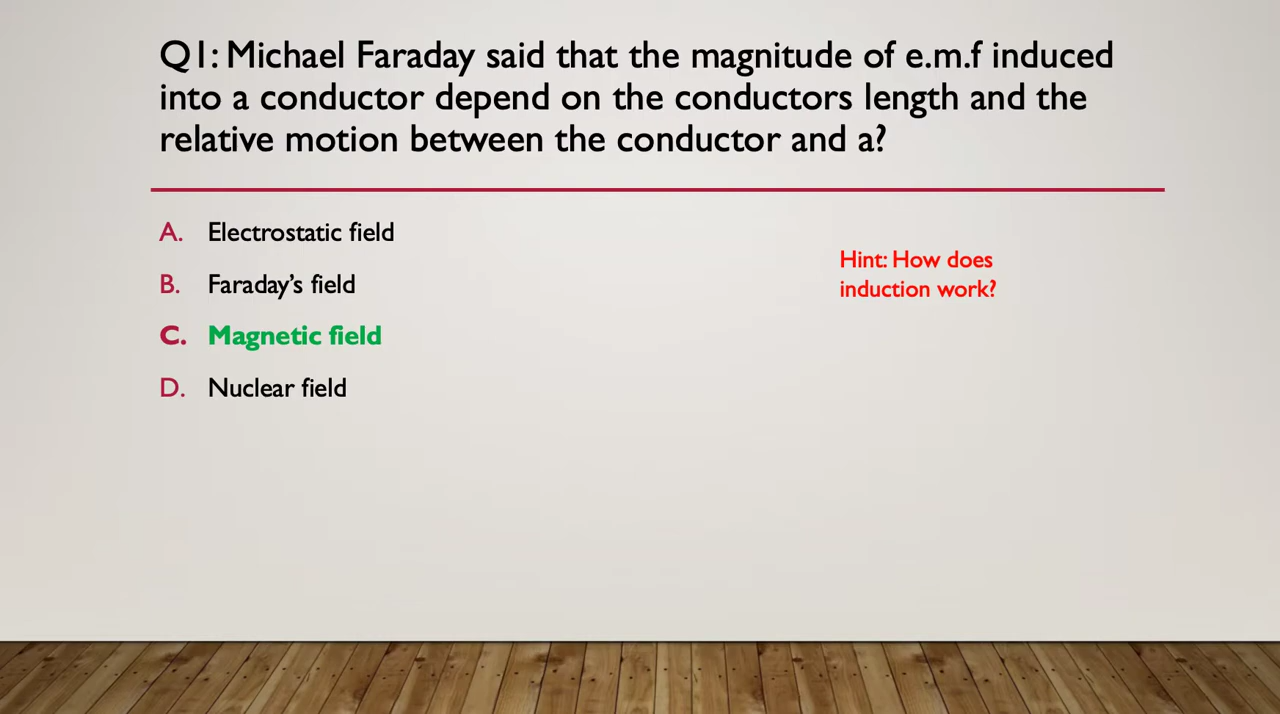 Q1: Michael Faraday said that the magnitude of e.m.f induced
into a conductor depend on the conductors length and the
relative motion between the conductor and a?
A. Electrostatic field
B. Faraday’s field
C. Magnetic field
D. Nuclear field
Hint: How does
induction work?